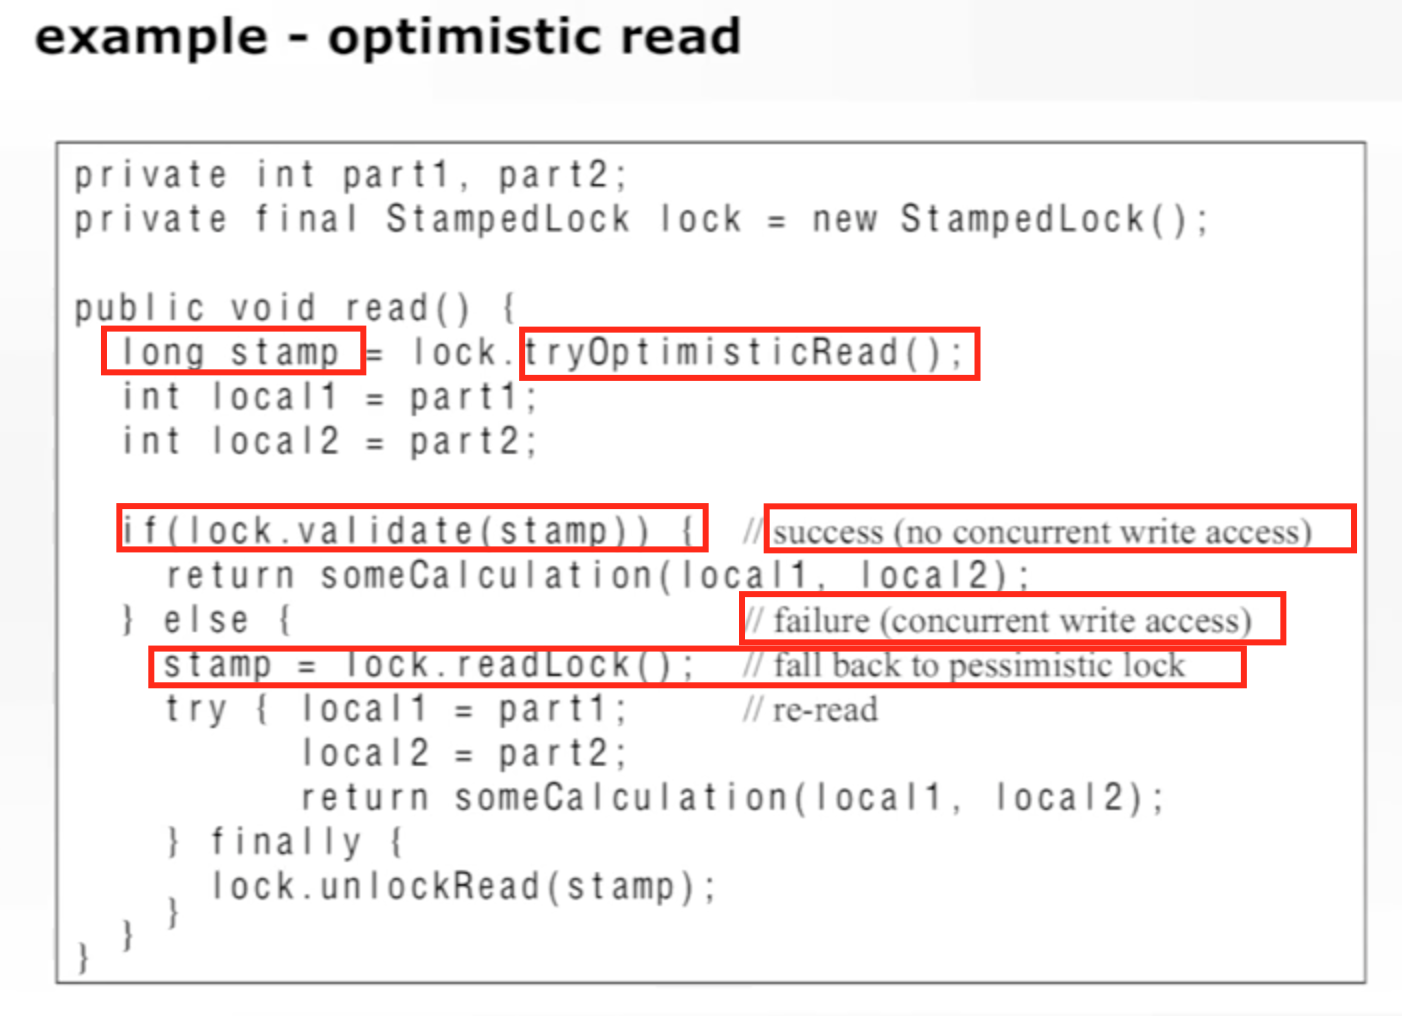 example - optimistic read
private int part1, part2;
private final StampedLock lock = new StampedLock();
public void read() {
long stamp = lock.tryOptimisticRead();
int local1 = part1;
int local2 = part2;
if(lock.validate(stamp)) { // success (no concurrent write access)
return someCalculation(local1, local2);
} else { // failure (concurrent write access)
stamp = lock.readLock(); // fall back to pessimistic lock
try { local1 = part1; // re-read
local2 = part2;
return someCalculation(local1, local2);
} finally {
lock.unlockRead(stamp);
}
}
}